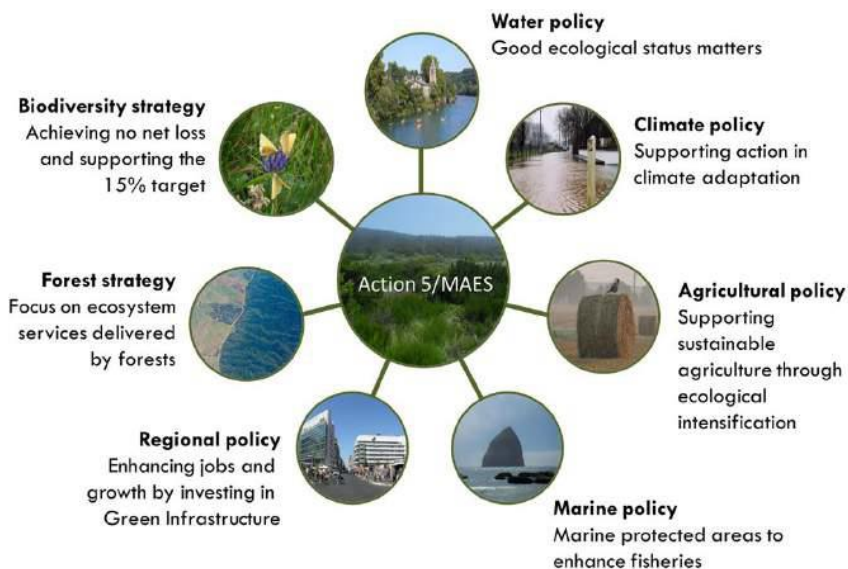 Water policy
Good ecological status matters
Biodiversity strategy
Achieving no net loss
and supporting the
15% target
Climate policy
Supporting action in
climate adaptation
Action 5/MAES
Forest strategy
Focus on ecosystem
services delivered
by forests
Agricultural policy
Supporting
sustainable
agriculture through
ecological
intensification
Regional policy
Enhancing jobs and
growth by investing in
Green Infrastructure
Marine policy
Marine protected areas to
enhance fisheries